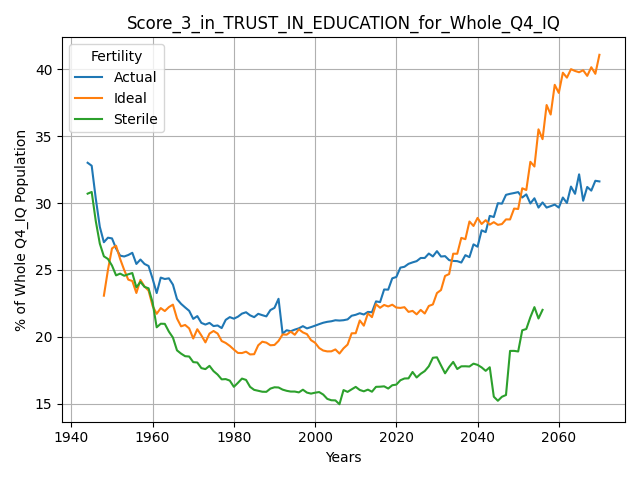 Score_3_in_TRUST_IN_EDUCATION_for_Whole_Q4_IQ
Fertility
Actual
Ideal
Sterile
% of Whole Q4_IQ Population
40
35
30
25
20
15
1940
1960
1980
2000
2020
2040
2060
Years